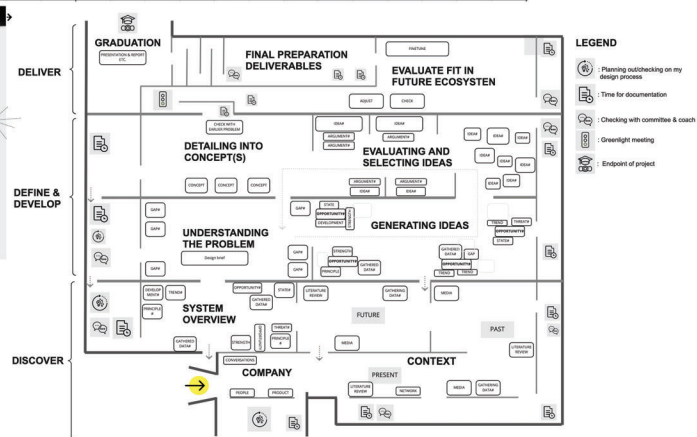 GRADUATION
PRESENTATION & REPORT
ETC.
FINAL PREPARATION
DELIVERABLES
FINETUNE
EVALUATE FIT IN
FUTURE ECOSYSTEN
ADJUST
CHECK
DELIVER
LEGEND
: Planning out/checking on my
design process
: Time for documentation
: Checking with committee & coach
: Greenlight meeting
: Endpoint of project
CHECK WITH
EARLIER PROBLEM
DETAILING INTO
CONCEPT(S)
CONCEPT
CONCEPT
CONCEPT
IDEA#
ARGUMENT#
ARGUMENT#
IDEA#
ARGUMENT#
EVALUATING AND
SELECTING IDEAS
IDEA#
IDEA#
IDEA#
IDEA#
IDEA#
IDEA#
IDEA#
ARGUMENT#
IDEA#
ARGUMENT#
IDEA#
DEFINE &
DEVELOP
GAP#
GAP#
GAP#
UNDERSTANDING
THE PROBLEM
Design brief
GAP#
STATE
OPPORTUNITY#
DEVELOPMENT
STRENGTH
GENERATING IDEAS
TREND
THREAT#
OPPORTUNITY#
STATE#
GAP#
GAP#
STRENGTH
OPPORTUNITY#
PRINCIPLE
GATHERED
DATA#
GATHERED
DATA#
GAP
OPPORTUNITY#
TREND
TREND
DISCOVER
DEVELOP
MENT#
TREND#
PRINCIPLE
#
SYSTEM
OVERVIEW
OPPORTUNITY#
GATHERED
DATA#
STATE#
LITERATURE
REVIEW
GATHERING
DATA#
MEDIA
FUTURE
PAST
GATHERED
DATA#
STRENGTH
THREAT#
PRINCIPLE
#
MEDIA
LITERATURE
REVIEW
CONVERSATIONS
COMPANY
PEOPLE
PRODUCT
CONTEXT
PRESENT
LITERATURE
REVIEW
NETWORK
MEDIA
GATHERING
DATA#